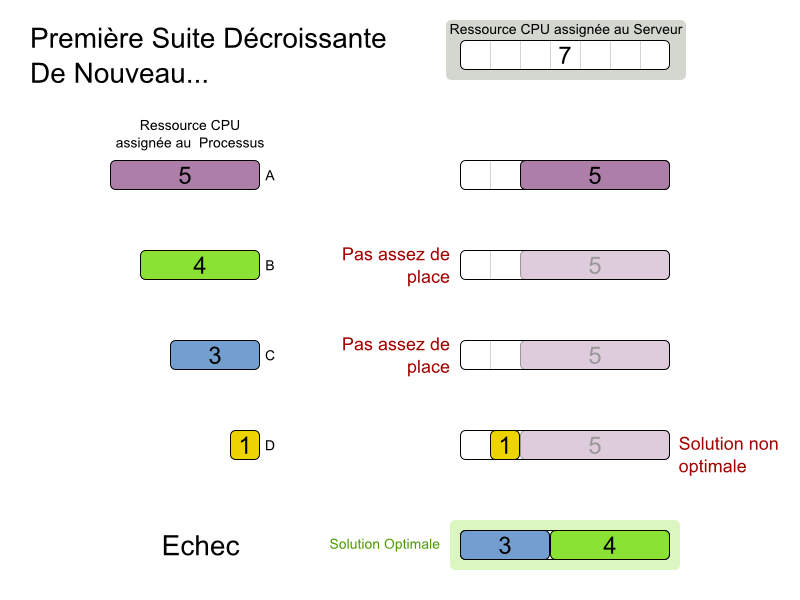 Première Suite Décroissante
De Nouveau...
Ressource CPU assignée au Serveur
7
Ressource CPU
assignée au Processus
5 A
5
4 B
Pas assez de
place
5
3 C
Pas assez de
place
5
1 D
1 5
Solution non
optimale
Echec
Solution Optimale
3 4